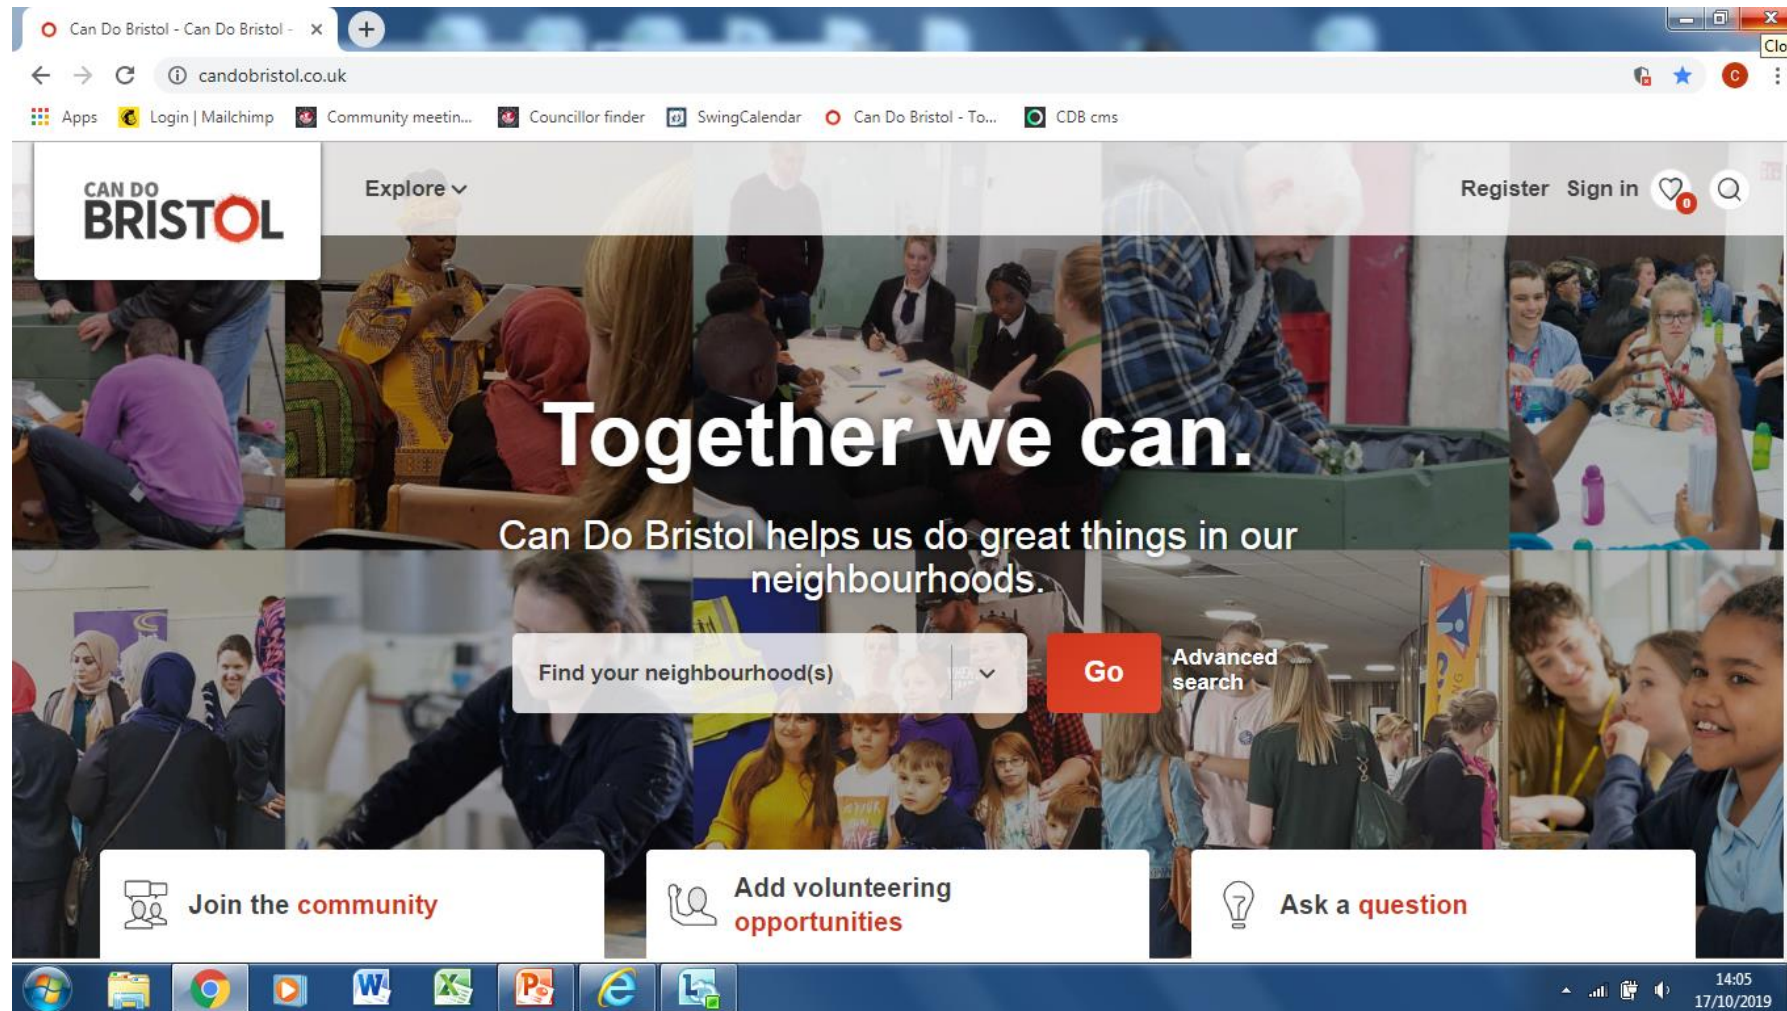 Can Do Bristol - Can Do Bristol -
Clo
candobristol.co.uk
C
Apps
Login | Mailchimp
Community meetin...
Councillor finder
SwingCalendar
Can Do Bristol - To...
CDB cms
CAN DO
BRISTOL
Explore
Register
Sign in
0
Together we can.
Can Do Bristol helps us do great things in our
neighbourhoods.
Find your neighbourhood(s)
Go
Advanced
search
Join the community
Add volunteering
opportunities
Ask a question
14:05
17/10/2019